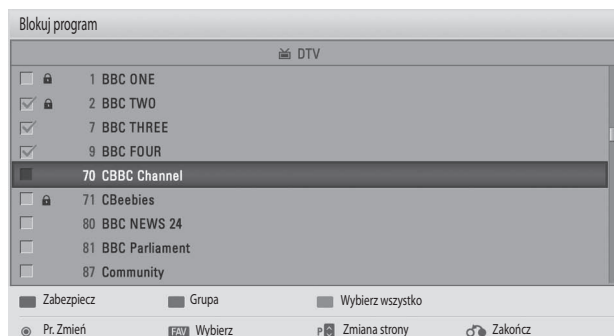 Blokuj program
DTV
1 BBC ONE
2 BBC TWO
7 BBC THREE
9 BBC FOUR
70 CBBC Channel
71 CBeebies
80 BBC NEWS 24
81 BBC Parliament
87 Community
Zabezpiecz Grupa Wybierz wszystko
Pr. Zmień FAV Wybierz P Zmiana strony Zakończ